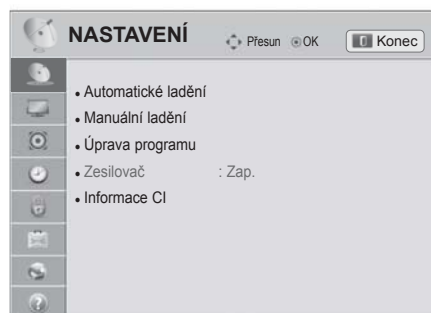 NASTAVENÍ
Přesun OK
Konec
• Automatické ladění
• Manuální ladění
• Úprava programu
• Zesilovač : Zap.
• Informace CI